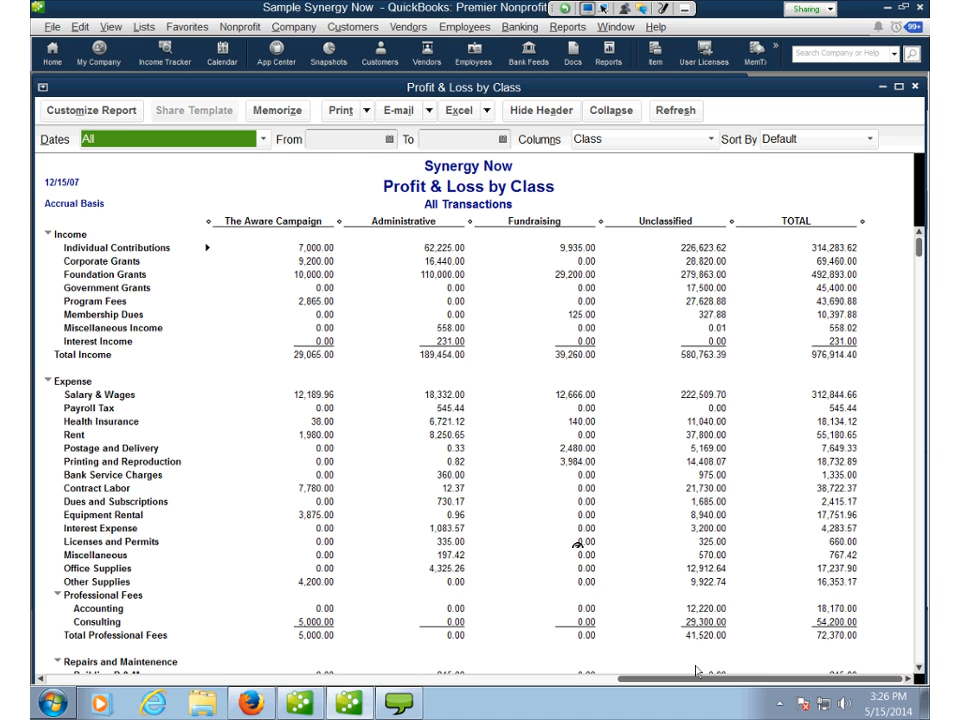 Sample Synergy Now - QuickBooks: Premier Nonprofit
Sharing
File Edit View Lists Favorites Nonprofit Company Customers Vendors Employees Banking Reports Window Help 99+
Home My Company Income Tracker Calendar App Center Snapshots Customers Vendors Employees Bank Feeds Docs Reports Item User Licenses MemTx » Search Company or Help
Profit & Loss by Class
Customize Report Share Template Memorize Print E-mail Excel Hide Header Collapse Refresh
Dates All From To Columns Class Sort By Default
Synergy Now
12/15/07 Profit & Loss by Class
Accrual Basis All Transactions
The Aware Campaign Administrative Fundraising Unclassified TOTAL
Income
Individual Contributions 7,000.00 62,225.00 9,935.00 226,623.62 314,283.62
Corporate Grants 9,200.00 16,440.00 0.00 28,820.00 69,460.00
Foundation Grants 10,000.00 110,000.00 29,200.00 279,863.00 492,893.00
Government Grants 0.00 0.00 0.00 17,500.00 45,400.00
Program Fees 2,865.00 0.00 0.00 27,628.88 43,690.88
Membership Dues 0.00 0.00 125.00 327.88 10,397.88
Miscellaneous Income 0.00 558.00 0.00 0.01 558.02
Interest Income 0.00 231.00 0.00 0.00 231.00
Total Income 29,065.00 189,454.00 39,260.00 580,763.39 976,914.40
Expense
Salary & Wages 12,189.96 18,332.00 12,666.00 222,509.70 312,844.66
Payroll Tax 0.00 545.44 0.00 0.00 545.44
Health Insurance 38.00 6,721.12 140.00 11,040.00 18,134.12
Rent 1,980.00 8,250.65 0.00 37,800.00 55,180.65
Postage and Delivery 0.00 0.33 2,480.00 5,169.00 7,649.33
Printing and Reproduction 0.00 0.82 3,984.00 14,408.07 18,732.89
Bank Service Charges 0.00 360.00 0.00 975.00 1,335.00
Contract Labor 7,780.00 12.37 0.00 21,730.00 38,722.37
Dues and Subscriptions 0.00 730.17 0.00 1,685.00 2,415.17
Equipment Rental 3,875.00 0.96 0.00 8,940.00 17,751.96
Interest Expense 0.00 1,083.57 0.00 3,200.00 4,283.57
Licenses and Permits 0.00 335.00 0.00 325.00 660.00
Miscellaneous 0.00 197.42 0.00 570.00 767.42
Office Supplies 0.00 4,325.26 0.00 12,912.64 17,237.90
Other Supplies 4,200.00 0.00 0.00 9,922.74 16,353.17
Professional Fees
Accounting 0.00 0.00 0.00 12,220.00 18,170.00
Consulting 5,000.00 0.00 0.00 29,300.00 54,200.00
Total Professional Fees 5,000.00 0.00 0.00 41,520.00 72,370.00
Repairs and Maintenence
3:26 PM
5/15/2014